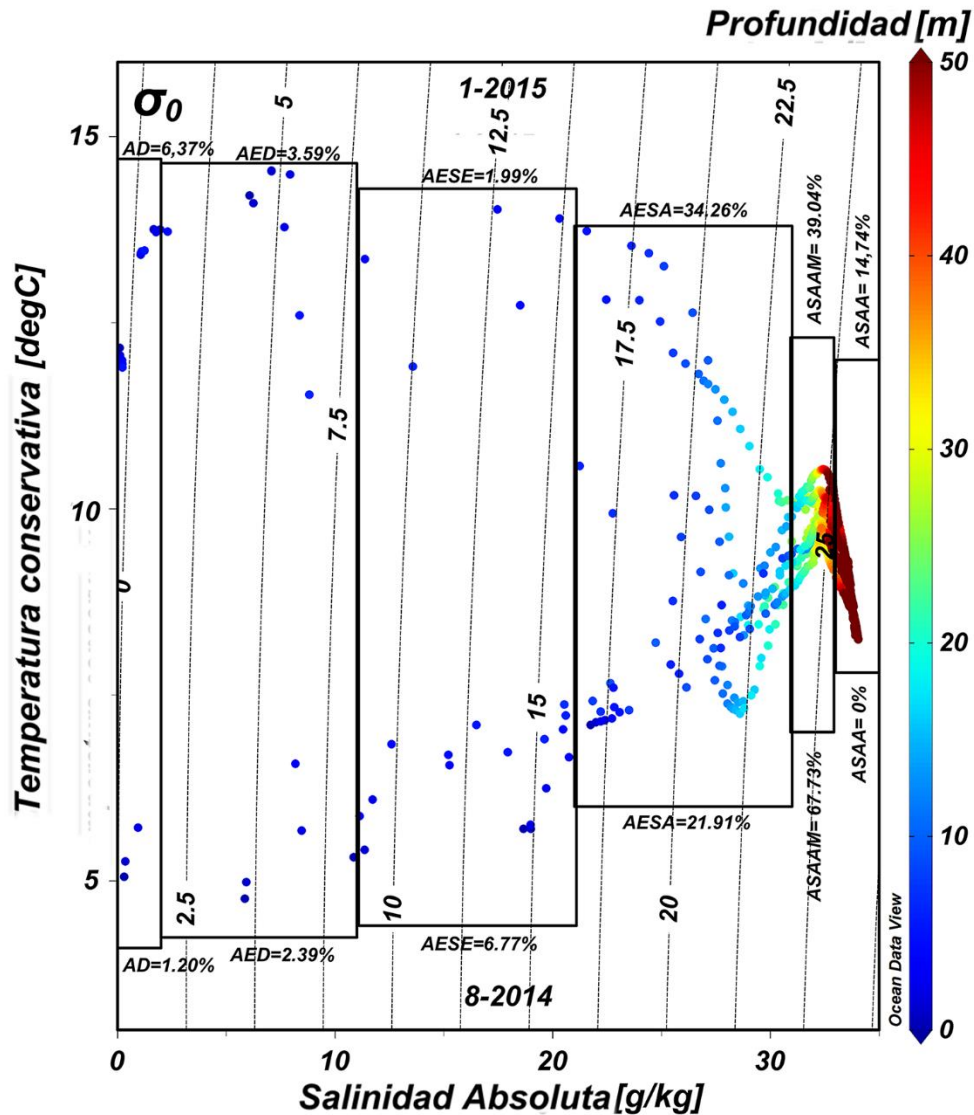 Profundidad [m]
50
40
30
20
10
0
σ0
5
1-2015
12.5
22.5
15
AD=6,37%
AED=3.59%
AESE=1.99%
AESA=34.26%
ASAAM= 39.04%
ASAA= 14,74%
17.5
7.5
10
25
0
15
ASAA= 0%
5
AESA=21.91%
ASAAM= 67.73%
2.5
10
20
AD=1.20%
AED=2.39%
AESE=6.77%
8-2014
Ocean Data View
Temperatura conservativa [degC]
0
10
20
30
Salinidad Absoluta [g/kg]